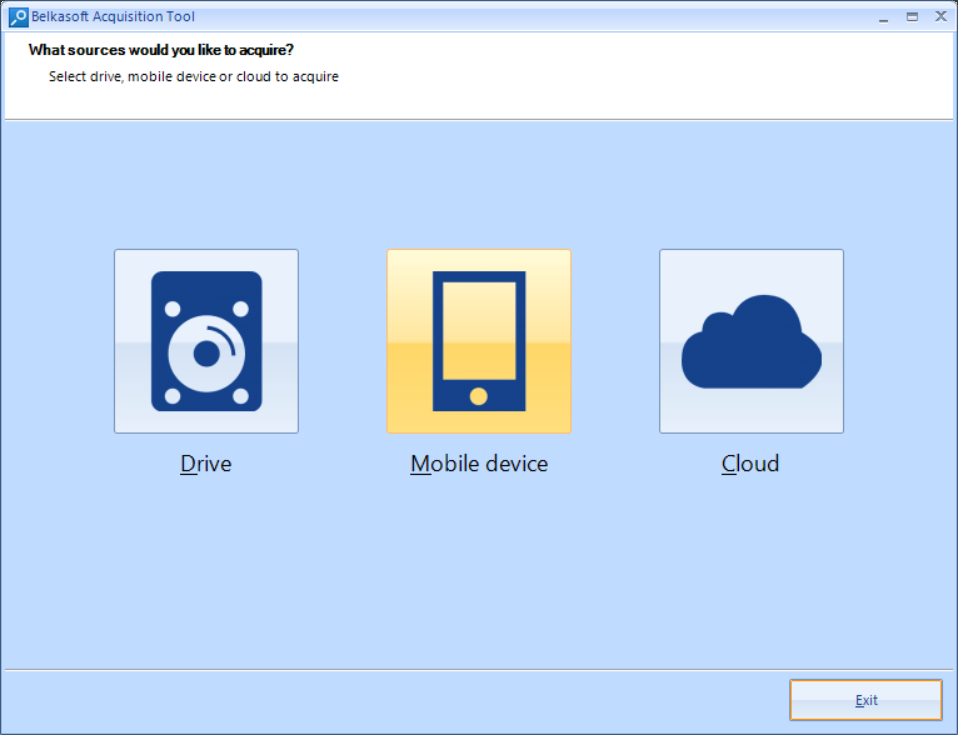 Belkasoft Acquisition Tool
What sources would you like to acquire?
Select drive, mobile device or cloud to acquire
Drive
Mobile device
Cloud
Exit